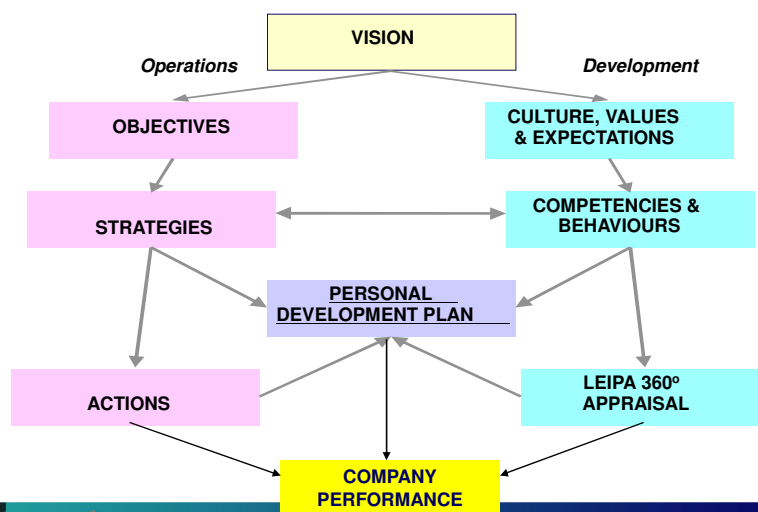 VISION
Operations
Development
OBJECTIVES
CULTURE, VALUES
& EXPECTATIONS
STRATEGIES
COMPETENCIES &
BEHAVIOURS
PERSONAL
DEVELOPMENT PLAN
ACTIONS
LEIPA 360º
APPRAISAL
COMPANY
PERFORMANCE